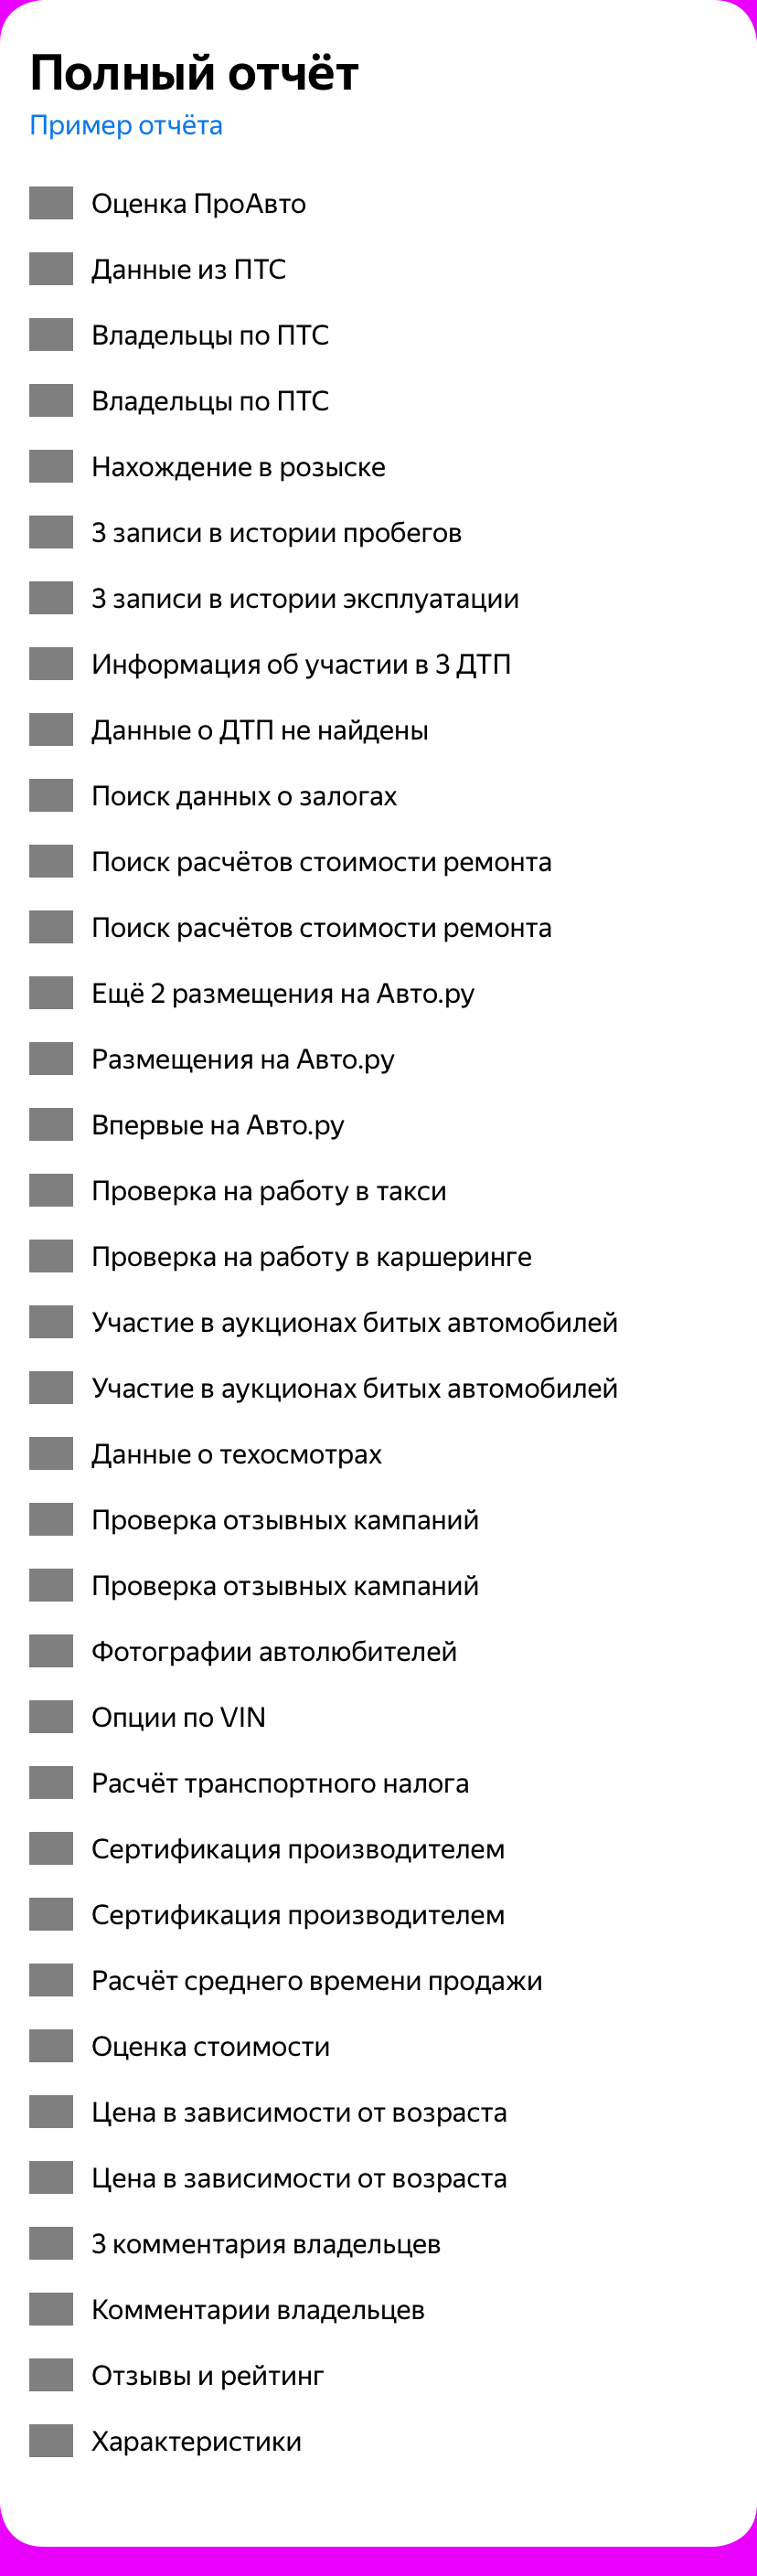 Полный отчёт
Пример отчёта
Оценка ПроАвто
Данные из ПТС
Владельцы по ПТС
Владельцы по ПТС
Нахождение в розыске
3 записи в истории пробегов
3 записи в истории эксплуатации
Информация об участии в 3 ДТП
Данные о ДТП не найдены
Поиск данных о залогах
Поиск расчётов стоимости ремонта
Поиск расчётов стоимости ремонта
Ещё 2 размещения на Авто.ру
Размещения на Авто.ру
Впервые на Авто.ру
Проверка на работу в такси
Проверка на работу в каршеринге
Участие в аукционах битых автомобилей
Участие в аукционах битых автомобилей
Данные о техосмотрах
Проверка отзывных кампаний
Проверка отзывных кампаний
Фотографии автолюбителей
Опции по VIN
Расчёт транспортного налога
Сертификация производителем
Сертификация производителем
Расчёт среднего времени продажи
Оценка стоимости
Цена в зависимости от возраста
Цена в зависимости от возраста
3 комментария владельцев
Комментарии владельцев
Отзывы и рейтинг
Характеристики